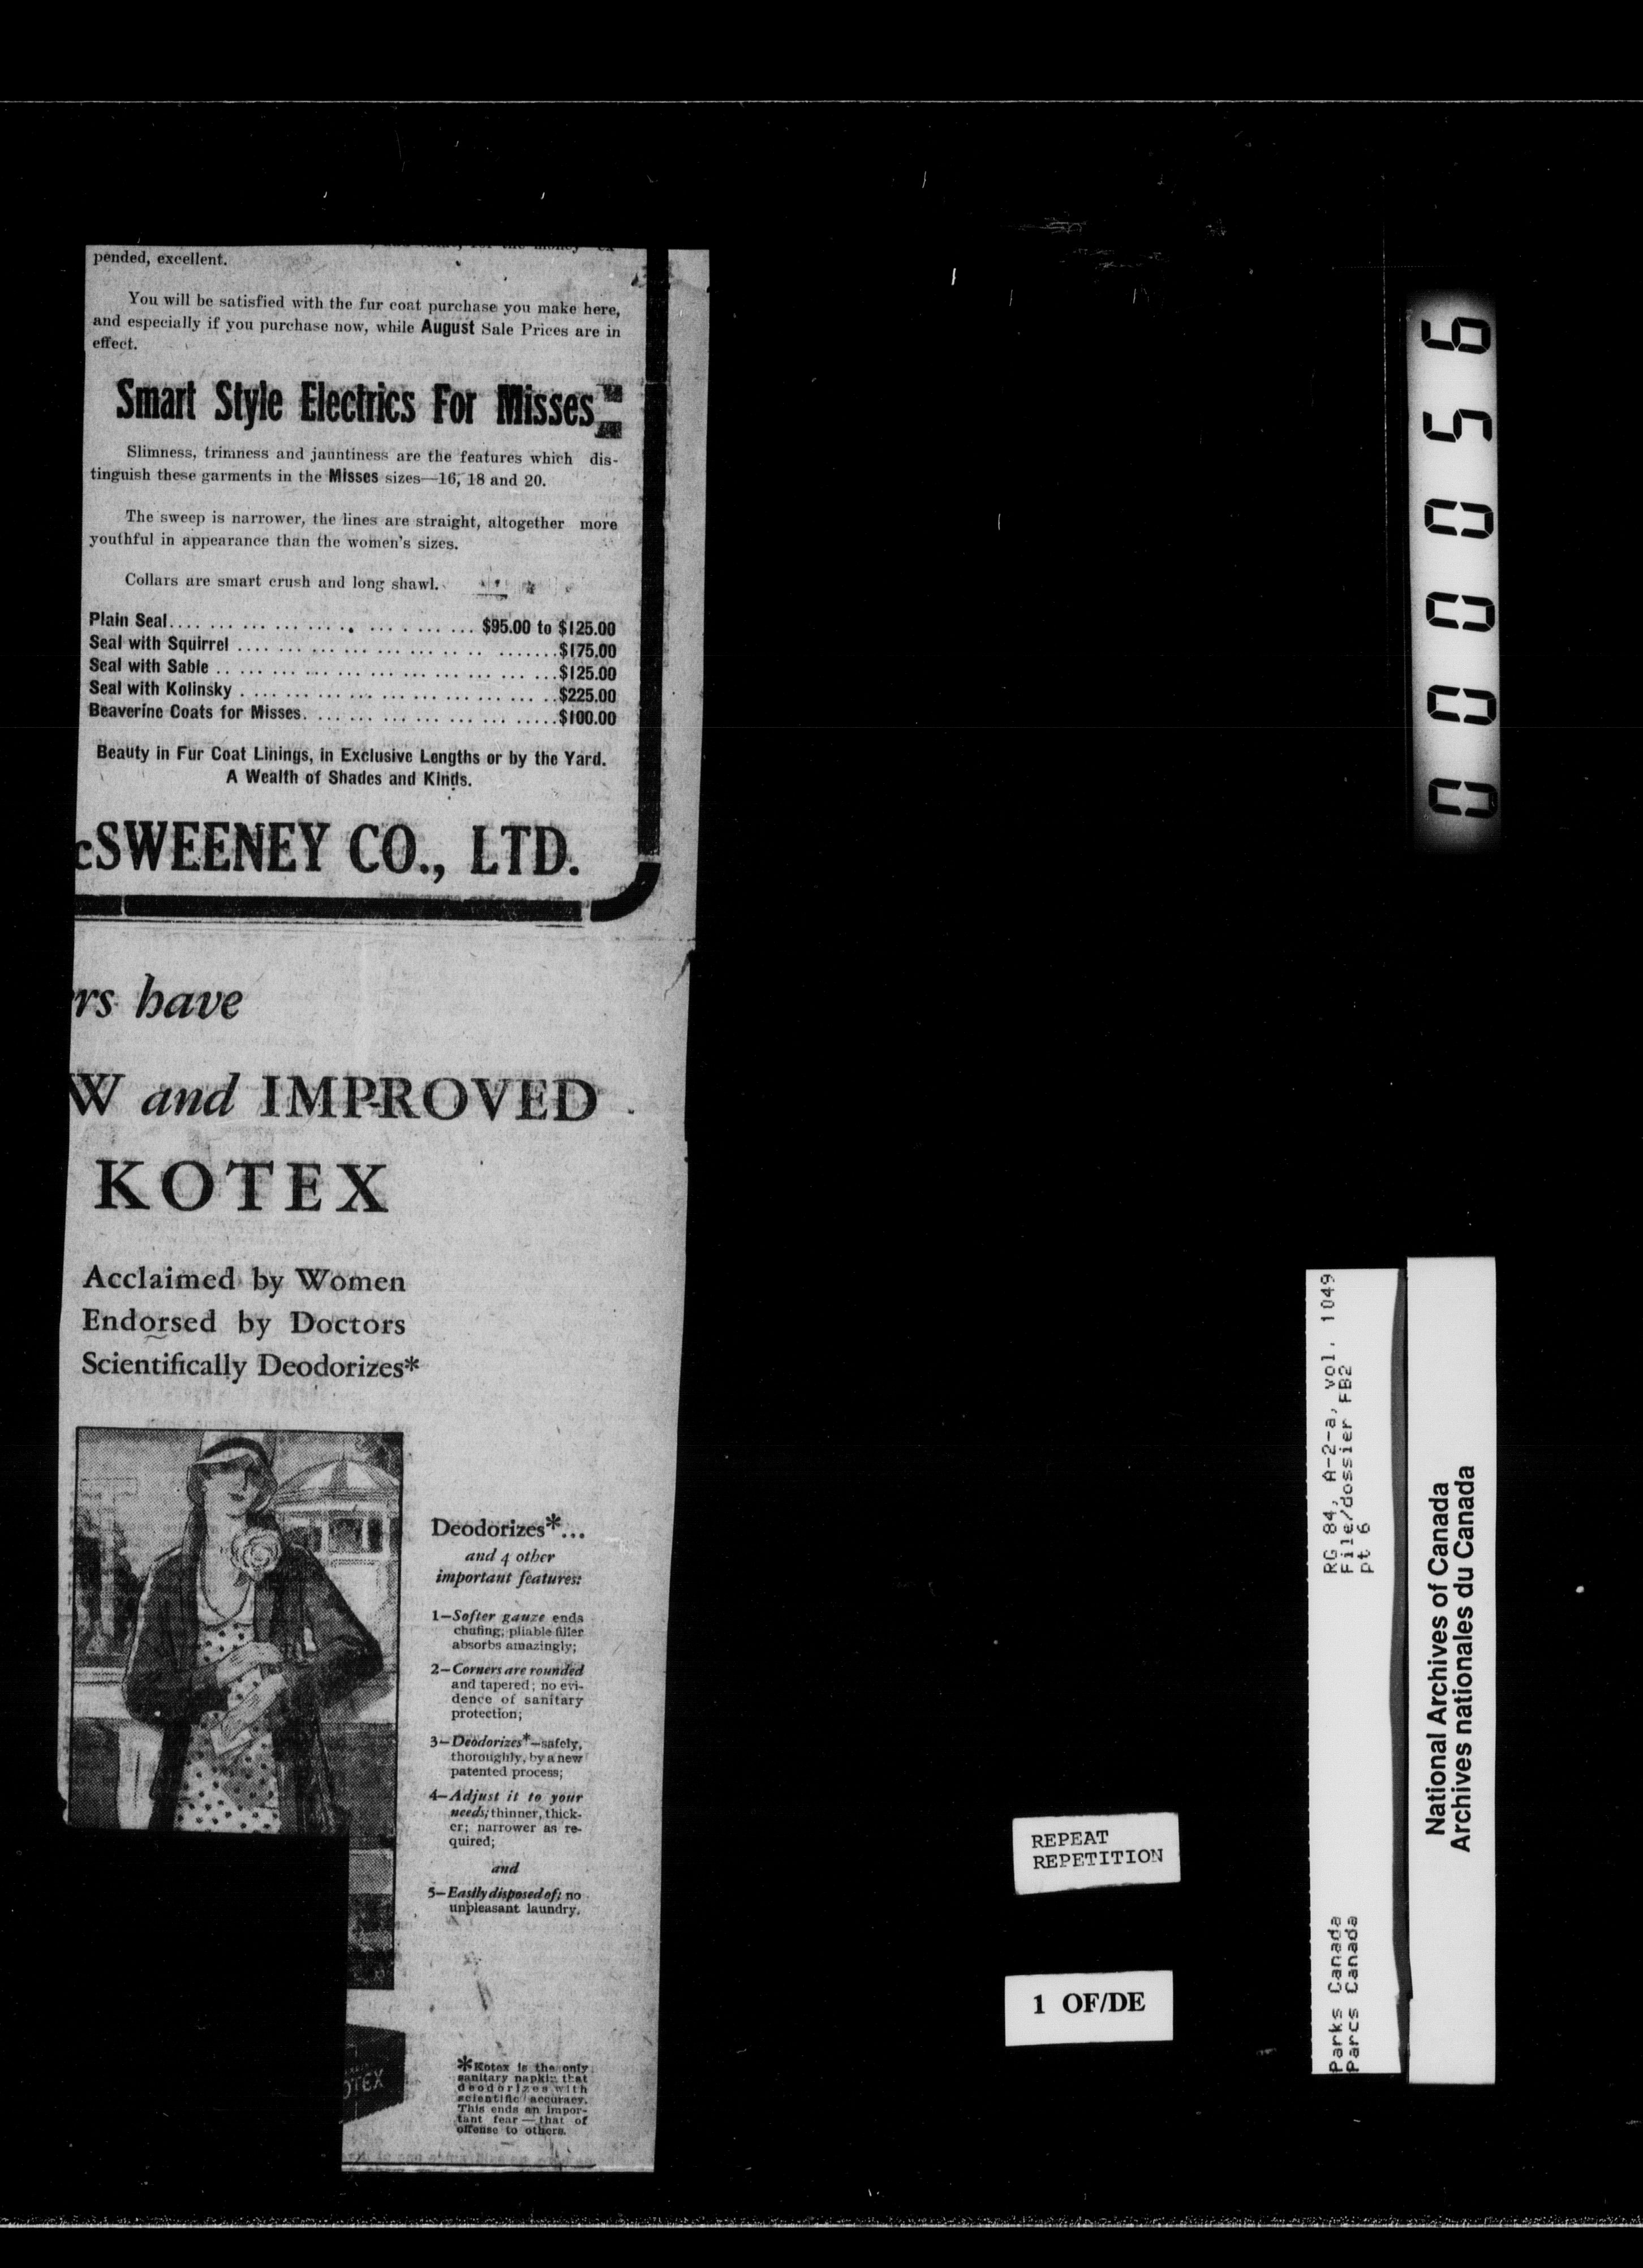 pended, excellent.
You will be satisfied with the fur coat purchase you make here,
and especially if you purchase now, while August Sale Prices are in
effect.
Smart Style Electrics For Misses
Slimness, trimness and jauntiness are the features which dis-
tinguish these garments in the Misses sizes—16, 18 and 20.
The sweep is narrower, the lines are straight, altogether more
youthful in appearance than the women's sizes.
Collars are smart crush and long shawl.
Plain Seal.... $95.00 to $125.00
Seal with Squirrel .... $175.00
Seal with Sable .... $125.00
Seal with Kolinsky .... $225.00
Beaverine Coats for Misses.... $100.00
Beauty in Fur Coat Linings, in Exclusive Lengths or by the Yard.
A Wealth of Shades and Kinds.
cSWEENEY CO., LTD.
rs have
W and IMPROVED
KOTEX
Acclaimed by Women
Endorsed by Doctors
Scientifically Deodorizes*
Deodorizes*...
and 4 other
important features:
1—Softer gauze ends
chafing; pliable filler
absorbs amazingly;
2—Corners are rounded
and tapered; no evi-
dence of sanitary
protection;
3—Deodorizes*—safely,
thoroughly, by a new
patented process;
4—Adjust it to your
needs; thinner, thick-
er; narrower as re-
quired;
and
5—Easily disposed of; no
unpleasant laundry.
OTEX
*Kotex is the only
sanitary napkin that
deodorizes with
scientific accuracy.
This ends an impor-
tant fear—that of
offense to others.
REPEAT
REPETITION
1 OF/DE
000056
RG 84, A-2-a, vol. 1049
File/dossier FB2
pt 6
Parks Canada
Parcs Canada
National Archives of Canada
Archives nationales du Canada